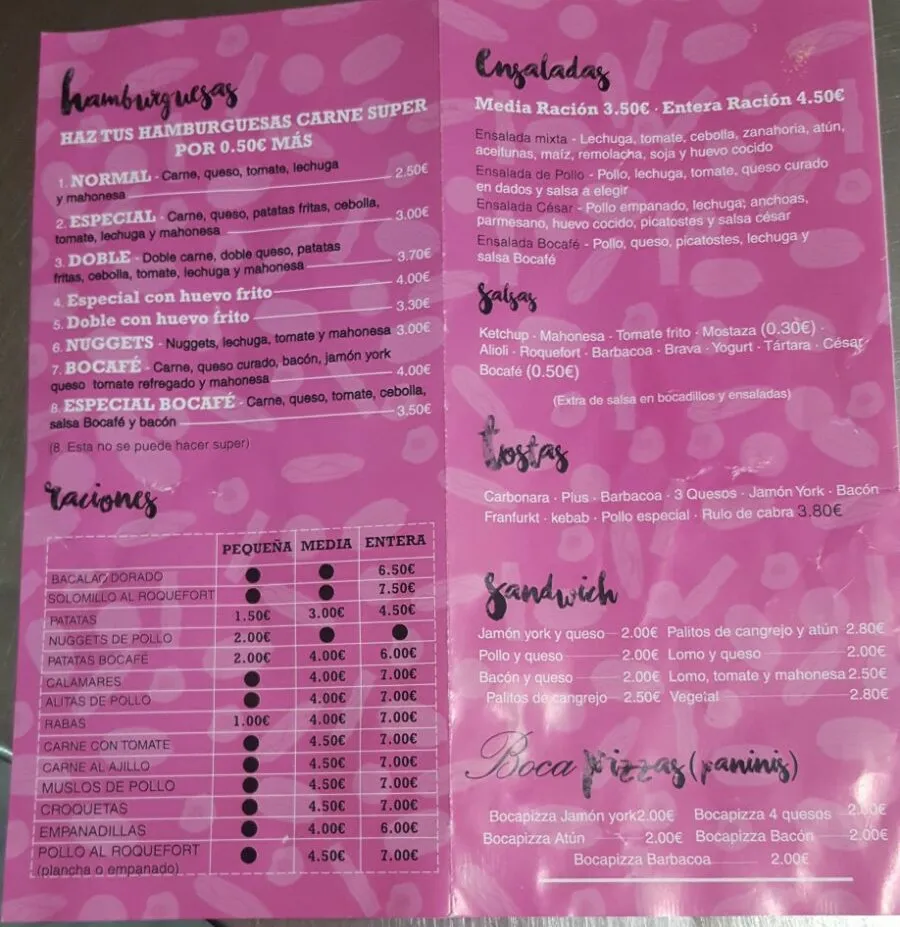 hamburguesas
HAZ TUS HAMBURGUESAS CARNE SUPER
POR 0.50€ MÁS
1. NORMAL - Carne, queso, tomate, lechuga
y mahonesa 2.50€
2. ESPECIAL - Carne, queso, patatas fritas, cebolla,
tomate, lechuga y mahonesa 3.00€
3. DOBLE - Doble carne, doble queso, patatas
fritas, cebolla, tomate, lechuga y mahonesa 3.70€
4. Especial con huevo frito 4.00€
5. Doble con huevo frito 3.30€
6. NUGGETS - Nuggets, lechuga, tomate y mahonesa 3.00€
7. BOCAFÉ - Carne, queso curado, bacón, jamón york
queso tomate refregado y mahonesa 4.00€
8. ESPECIAL BOCAFÉ - Carne, queso, tomate, cebolla,
salsa Bocafé y bacón 3.50€
(8. Esta no se puede hacer super)
raciones
PEQUEÑA MEDIA ENTERA
BACALAO DORADO ● ● 6.50€
SOLOMILLO AL ROQUEFORT ● ● 7.50€
PATATAS 1.50€ 3.00€ 4.50€
NUGGETS DE POLLO 2.00€ ● ●
PATATAS BOCAFE 2.00€ 4.00€ 6.00€
CALAMARES ● 4.00€ 7.00€
ALITAS DE POLLO ● 4.00€ 7.00€
RABAS 1.00€ 4.00€ 7.00€
CARNE CON TOMATE ● 4.50€ 7.00€
CARNE AL AJILLO ● 4.50€ 7.00€
MUSLOS DE POLLO ● 4.50€ 7.00€
CROQUETAS ● 4.50€ 7.00€
EMPANADILLAS ● 4.00€ 6.00€
POLLO AL ROQUEFORT ● 4.50€ 7.00€
(plancha o empanado)
Ensaladas
Media Ración 3.50€ · Entera Ración 4.50€
Ensalada mixta - Lechuga, tomate, cebolla, zanahoria, atún,
aceitunas, maíz, remolacha, soja y huevo cocido
Ensalada de Pollo - Pollo, lechuga, tomate, queso curado
en dados y salsa a elegir
Ensalada César - Pollo empanado, lechuga, anchoas,
parmesano, huevo cocido, picatostes y salsa césar
Ensalada Bocafé - Pollo, queso, picatostes, lechuga y
salsa Bocafé
Salsas
Ketchup · Mahonesa · Tomate frito · Mostaza (0.30€) ·
Alioli · Roquefort · Barbacoa · Brava · Yogurt · Tártara · César
Bocafé (0.50€)
(Extra de salsa en bocadillos y ensaladas)
tostas
Carbonara · Plus · Barbacoa · 3 Quesos · Jamón York · Bacón
Franfurkt · kebab · Pollo especial · Rulo de cabra 3.80€
Sandwich
Jamón york y queso 2.00€ Palitos de cangrejo y atún 2.80€
Pollo y queso 2.00€ Lomo y queso 2.00€
Bacón y queso 2.00€ Lomo, tomate y mahonesa 2.50€
Palitos de cangrejo 2.50€ Vegetal 2.80€
Boca pizzas (paninis)
Bocapizza Jamón york 2.00€ Bocapizza 4 quesos 2.00€
Bocapizza Atún 2.00€ Bocapizza Bacón 2.00€
Bocapizza Barbacoa 2.00€